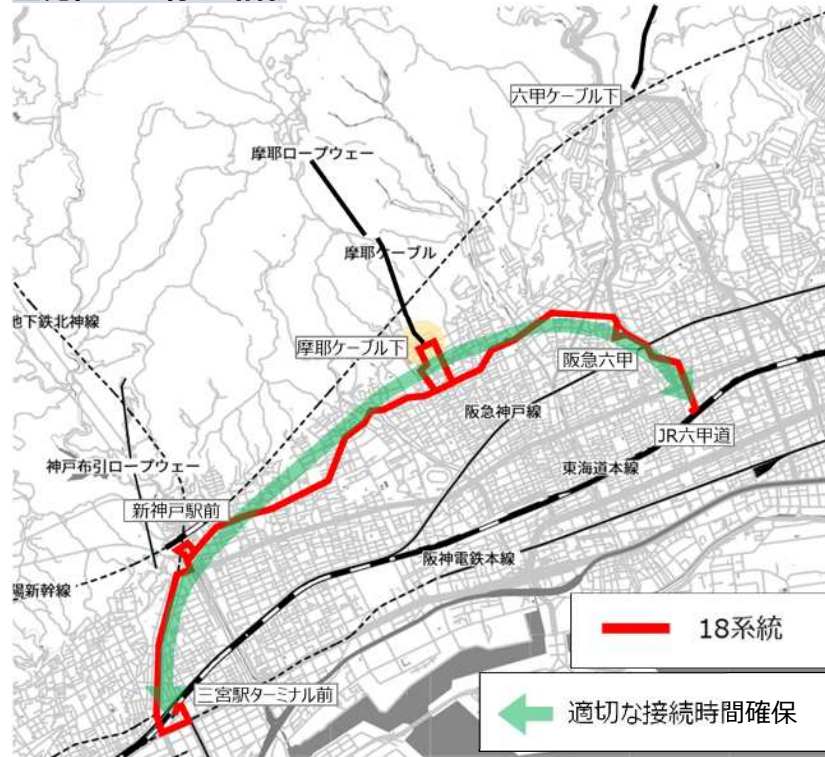 六甲ケーブル下
摩耶ロープウェー
摩耶ケーブル
地下鉄北神線
摩耶ケーブル下
阪急六甲
阪急神戸線
JR六甲道
神戸布引ロープウェー
東海道本線
新神戸駅前
阪神電鉄本線
陽新幹線
18系統
三宮駅ターミナル前
適切な接続時間確保